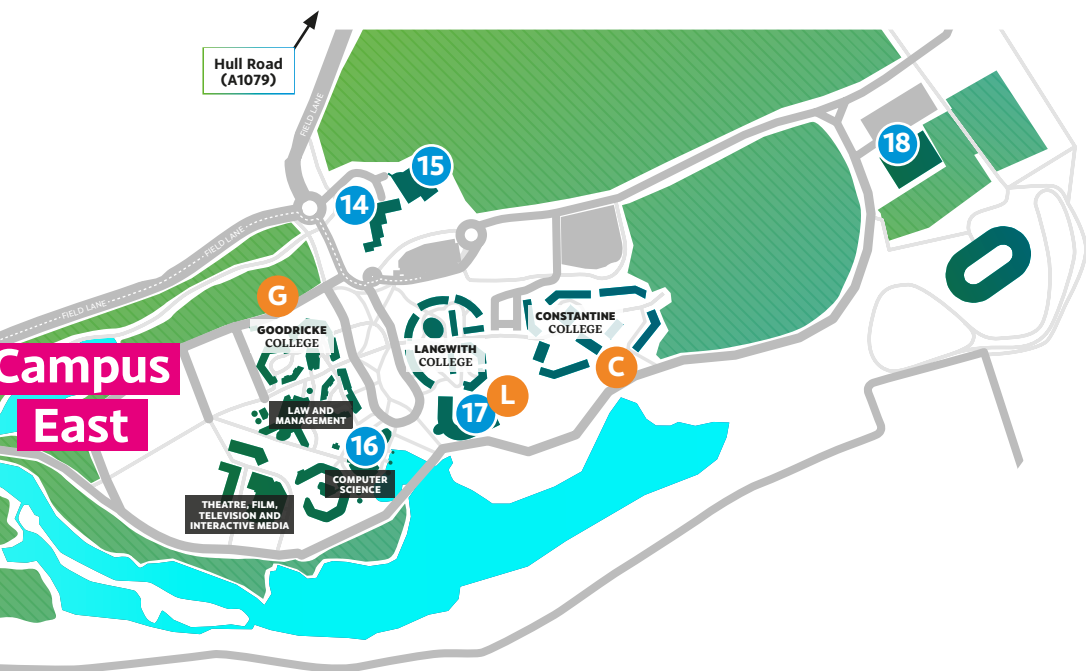 Hull Road
(A1079)
FIELD LANE
15
18
14
FIELD LANE
G
FIELD LANE
CONSTANTINE
COLLEGE
GOODRICKE
COLLEGE
LANGWITH
COLLEGE
Campus
East
C
L
17
LAW AND
MANAGEMENT
16
COMPUTER
SCIENCE
THEATRE, FILM,
TELEVISION AND
INTERACTIVE MEDIA